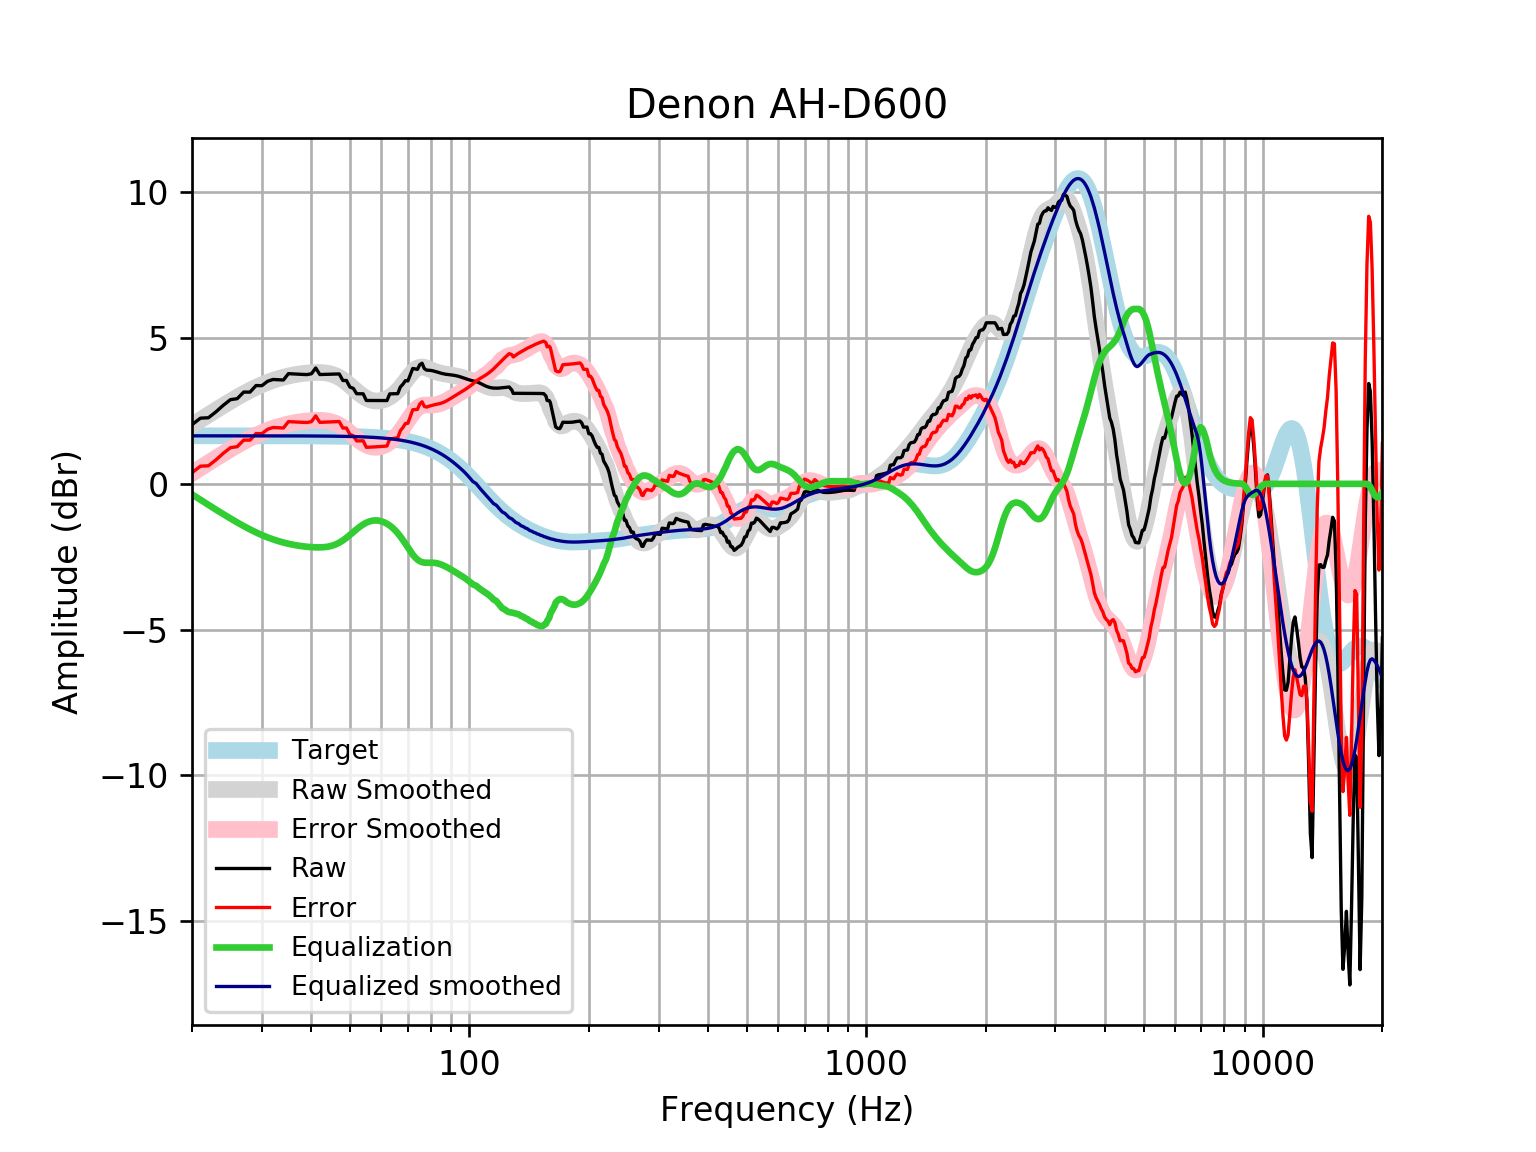 Denon AH-D600
10
5
0
−5
−10
−15
Amplitude (dBr)
Target
Raw Smoothed
Error Smoothed
Raw
Error
Equalization
Equalized smoothed
100
1000
10000
Frequency (Hz)